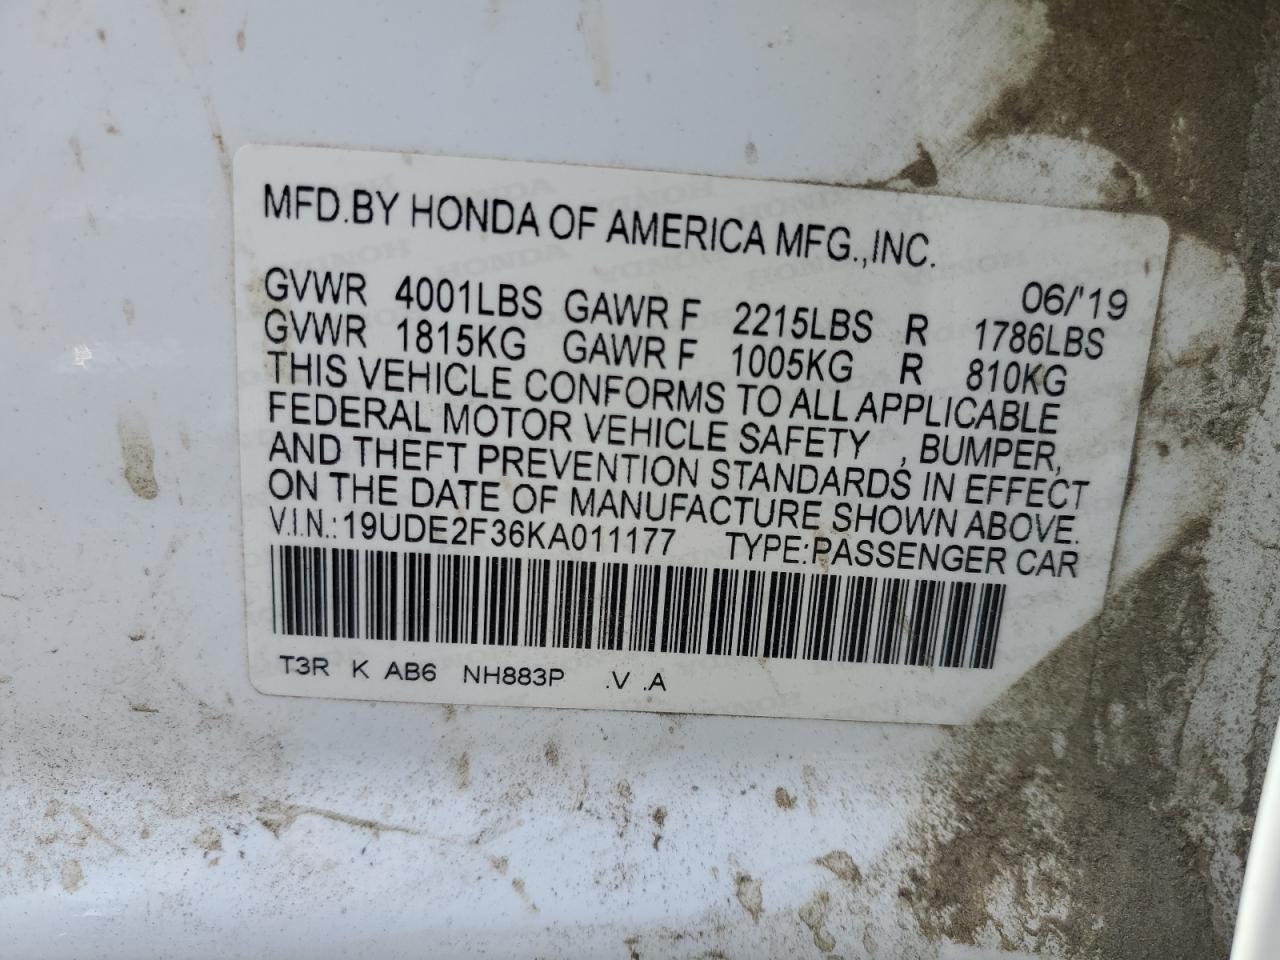 MFD.BY HONDA OF AMERICA MFG.,INC.
06/'19
GVWR 4001LBS GAWR F 2215LBS R 1786LBS
GVWR 1815KG GAWR F 1005KG R 810KG
THIS VEHICLE CONFORMS TO ALL APPLICABLE
FEDERAL MOTOR VEHICLE SAFETY , BUMPER,
AND THEFT PREVENTION STANDARDS IN EFFECT
ON THE DATE OF MANUFACTURE SHOWN ABOVE.
V.I.N.:19UDE2F36KA011177 TYPE:PASSENGER CAR
T3R K AB6 NH883P .V .A